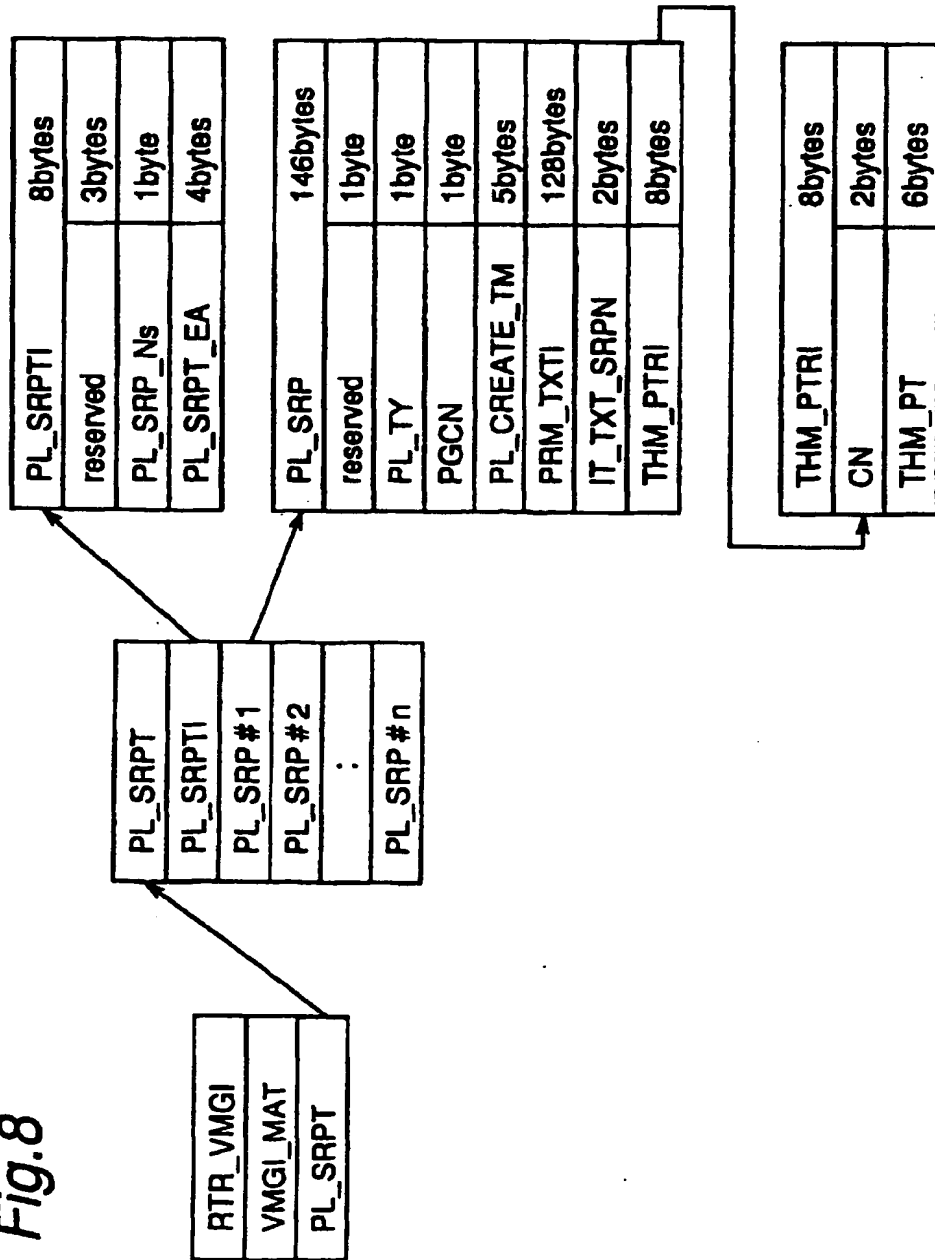 Fig.8
RTR_VMGI
VMGI_MAT
PL_SRPT
PL_SRPT
PL_SRPTI
PL_SRP#1
PL_SRP#2
:
PL_SRP#n
PL_SRPTI 8bytes
reserved 3bytes
PL_SRP_Ns 1byte
PL_SRPT_EA 4bytes
PL_SRP 146bytes
reserved 1byte
PL_TY 1byte
PGCN 1byte
PL_CREATE_TM 5bytes
PRM_TXTI 128bytes
IT_TXT_SRPN 2bytes
THM_PTRI 8bytes
THM_PTRI 8bytes
CN 2bytes
THM_PT 6bytes